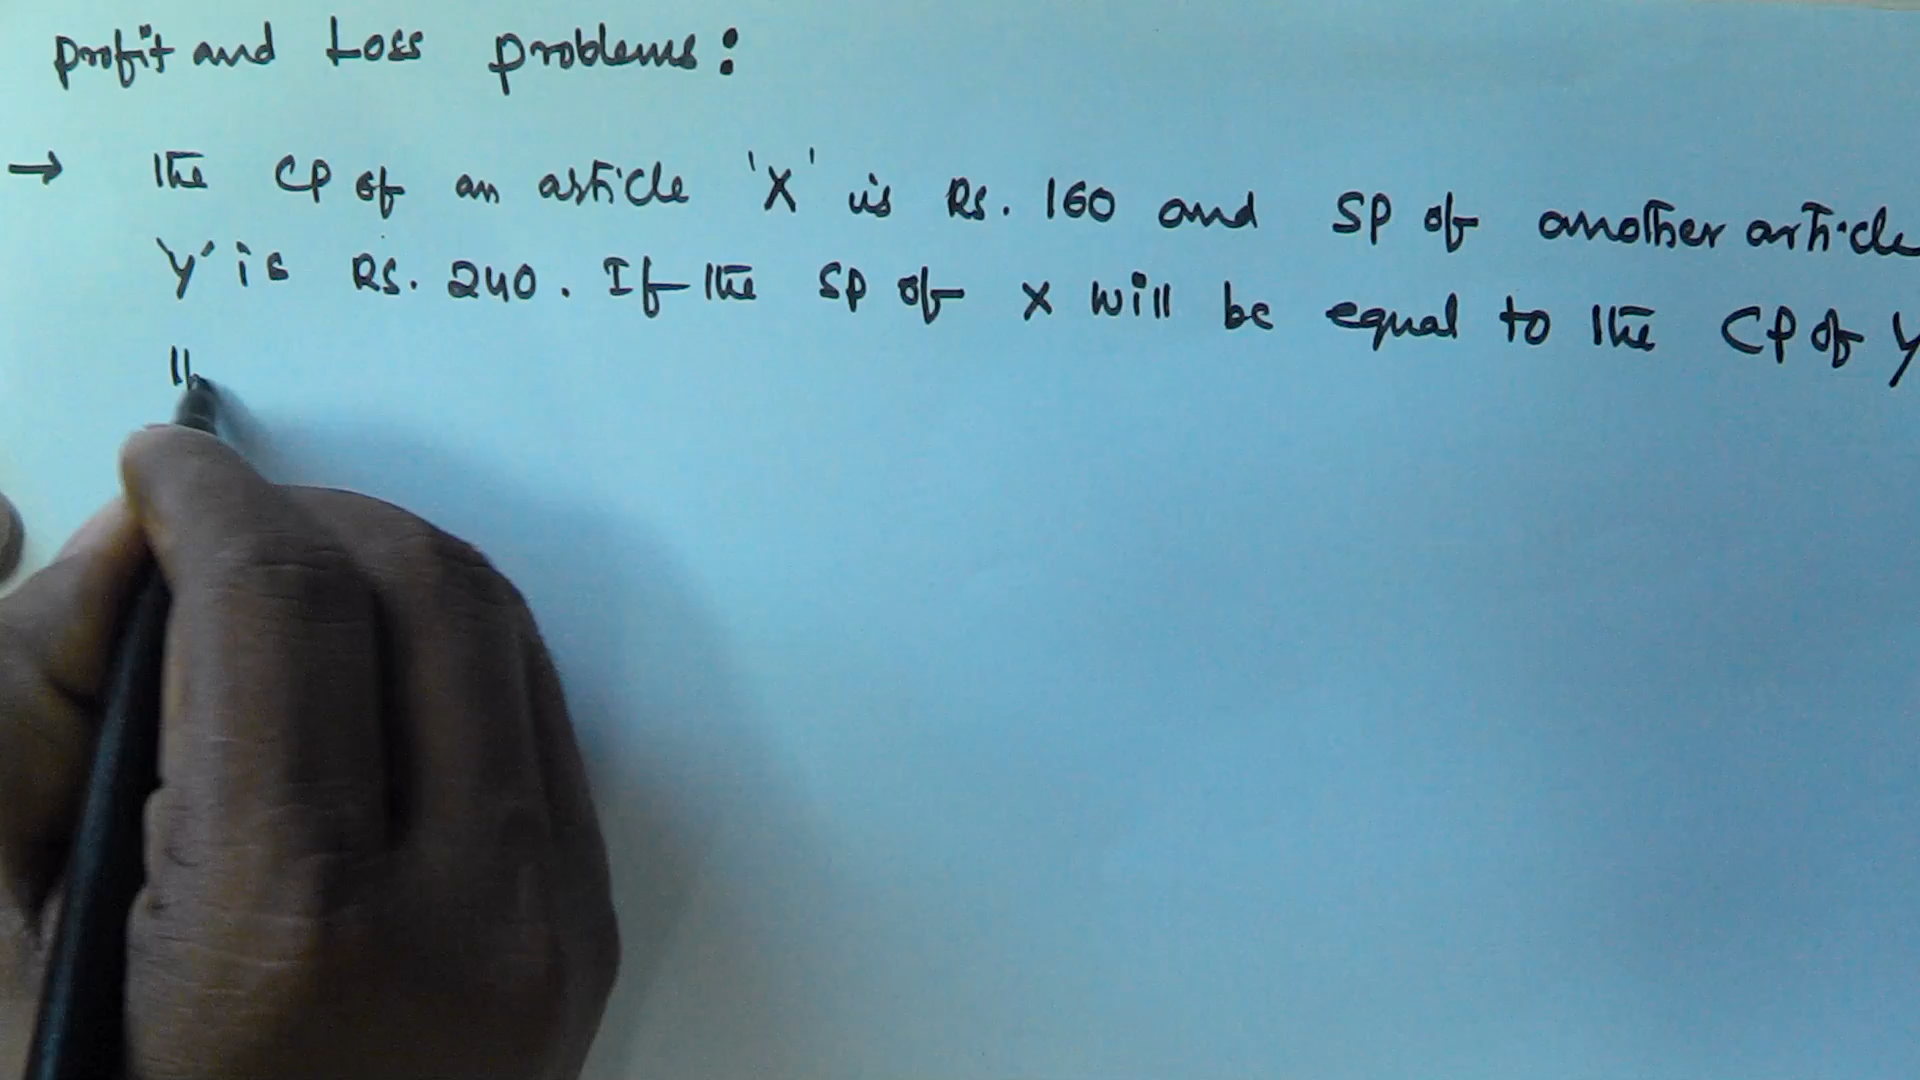 Profit and Loss problems:
→ The CP of an article 'X' is Rs. 160 and SP of another article
Y' is Rs. 240. If the SP of X will be equal to the CP of Y